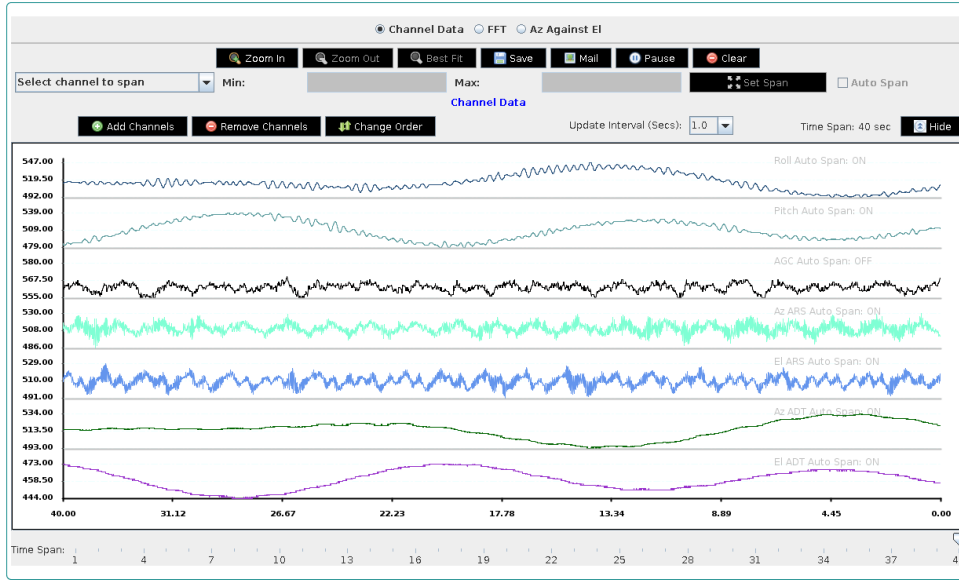 Channel Data FFT Az Against El
Zoom In Zoom Out Best Fit Save Mail Pause Clear
Select channel to span Min: Max: Set Span Auto Span
Channel Data
Add Channels Remove Channels Change Order Update Interval (Secs): 1.0 Time Span: 40 sec Hide
547.00 Roll Auto Span: ON
519.50
492.00
539.00 Pitch Auto Span: ON
509.00
479.00
580.00 AGC Auto Span: OFF
567.50
555.00
530.00 Az ARS Auto Span: ON
508.00
486.00
529.00 El ARS Auto Span: ON
510.00
491.00
534.00 Az ADT Auto Span: ON
513.50
493.00
473.00 El ADT Auto Span: ON
458.50
444.00
40.00 31.12 26.67 22.23 17.78 13.34 8.89 4.45 0.00
Time Span: 1 4 7 10 13 16 19 22 25 28 31 34 37